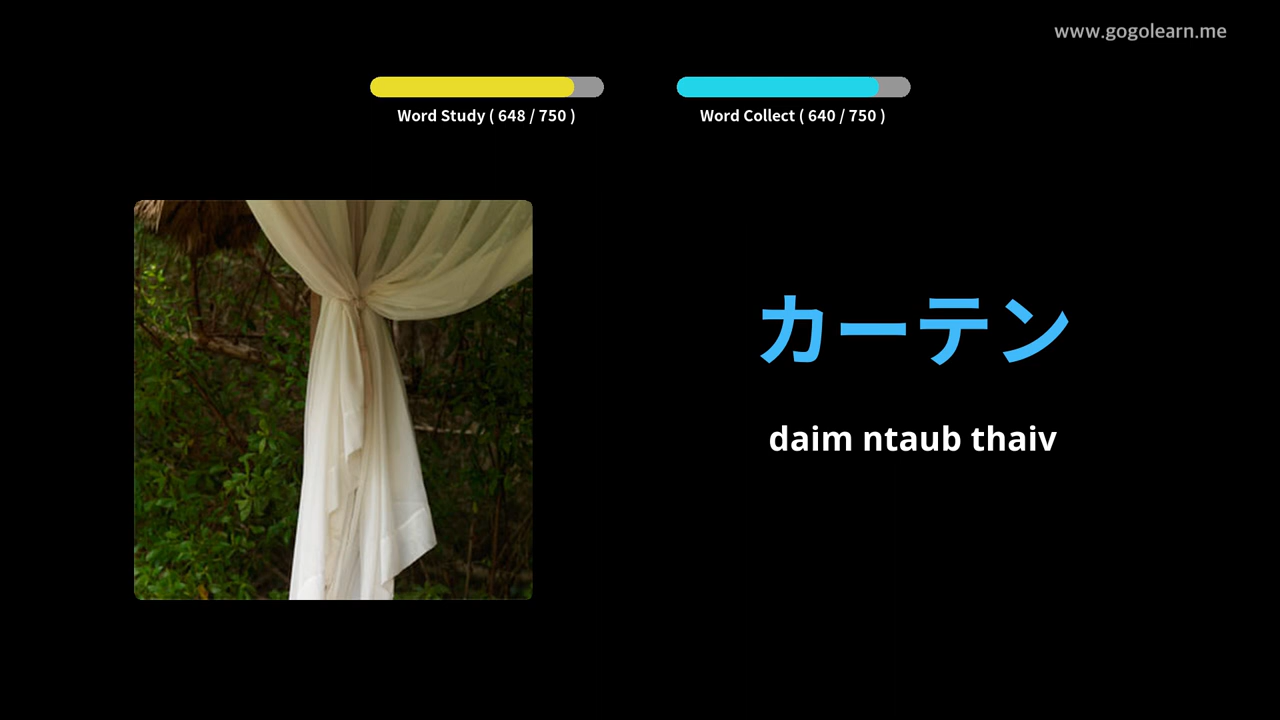 www.gogolearn.me
Word Study ( 648 / 750 )
Word Collect ( 640 / 750 )
カーテン
daim ntaub thaiv